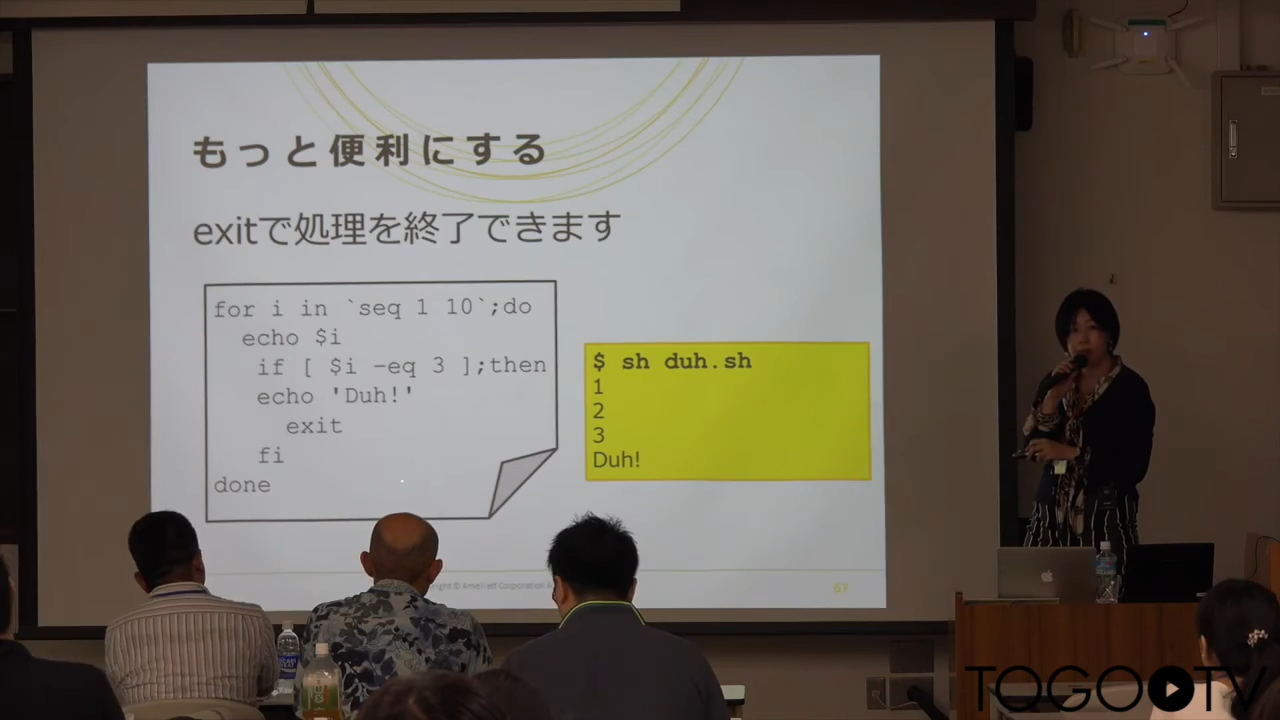 もっと便利にする
exitで処理を終了できます
for i in `seq 1 10`;do
echo $i
if [ $i -eq 3 ];then
echo 'Duh!'
exit
fi
done
$ sh duh.sh
1
2
3
Duh!
67
TOGOTV